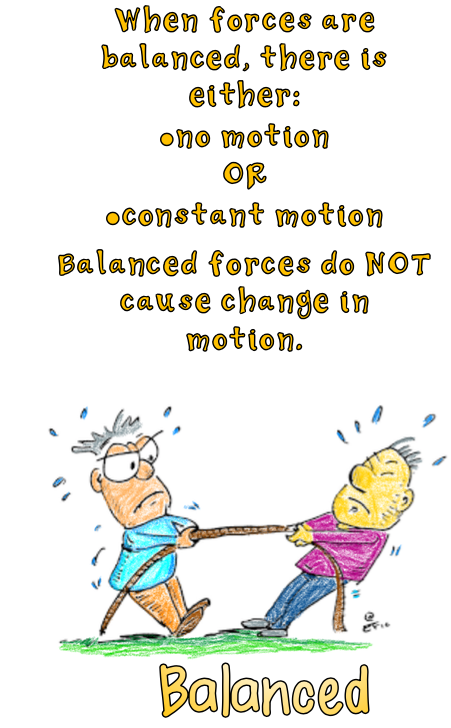 When forces are
balanced, there is
either:
•no motion
OR
•constant motion
Balanced forces do NOT
cause change in
motion.
Balanced